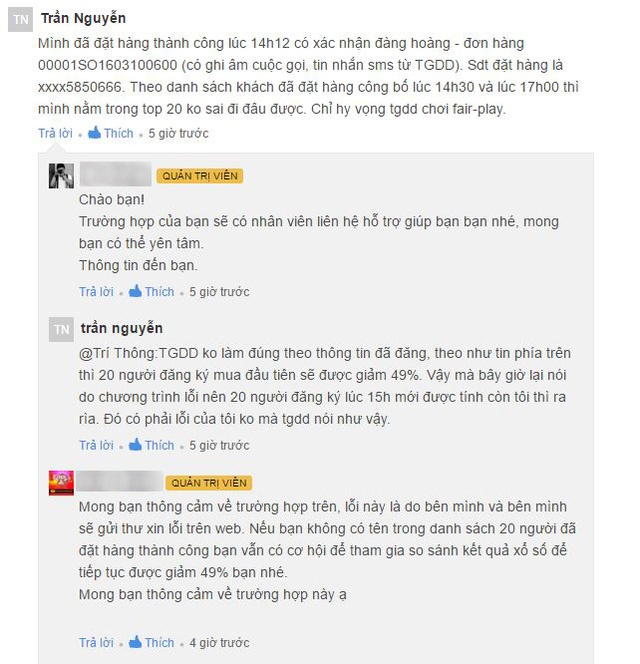 TN Trần Nguyễn
Mình đã đặt hàng thành công lúc 14h12 có xác nhận đàng hoàng - đơn hàng
00001SO1603100600 (có ghi âm cuộc gọi, tin nhắn sms từ TGDD). Sdt đặt hàng là
xxxx5850666. Theo danh sách khách đã đặt hàng công bố lúc 14h30 và lúc 17h00 thì
mình nằm trong top 20 ko sai đi đâu được. Chỉ hy vọng tgdd chơi fair-play.
Trả lời Thích 5 giờ trước
QUẢN TRỊ VIÊN
Chào bạn!
Trường hợp của bạn sẽ có nhân viên liên hệ hỗ trợ giúp bạn bạn nhé, mong
bạn có thể yên tâm.
Thông tin đến bạn.
Trả lời Thích 5 giờ trước
TN trần nguyễn
@Trí Thông:TGDD ko làm đúng theo thông tin đã đăng, theo như tin phía trên
thì 20 người đăng ký mua đầu tiên sẽ được giảm 49%. Vậy mà bây giờ lại nói
do chương trình lỗi nên 20 người đăng ký lúc 15h mới được tính còn tôi thì ra
rìa. Đó có phải lỗi của tôi ko mà tgdd nói như vậy.
Trả lời Thích 5 giờ trước
QUẢN TRỊ VIÊN
Mong bạn thông cảm về trường hợp trên, lỗi này là do bên mình và bên mình
sẽ gửi thư xin lỗi trên web. Nếu bạn không có tên trong danh sách 20 người đã
đặt hàng thành công bạn vẫn có cơ hội để tham gia so sánh kết quả xổ số để
tiếp tục được giảm 49% bạn nhé.
Mong bạn thông cảm về trường hợp này ạ
Trả lời Thích 4 giờ trước